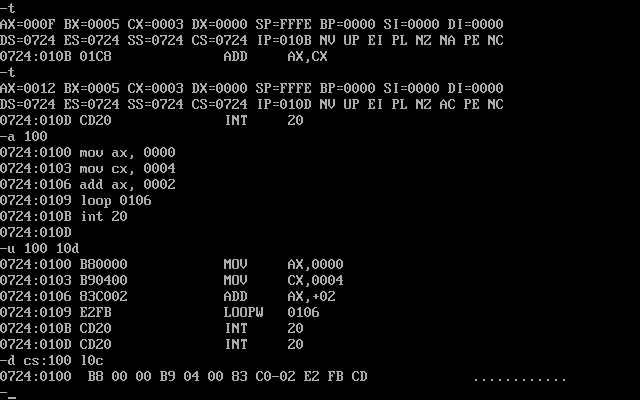 -t
AX=000F BX=0005 CX=0003 DX=0000 SP=FFFE BP=0000 SI=0000 DI=0000
DS=0724 ES=0724 SS=0724 CS=0724 IP=010B NV UP EI PL NZ NA PE NC
0724:010B 01C8 ADD AX,CX
-t
AX=0012 BX=0005 CX=0003 DX=0000 SP=FFFE BP=0000 SI=0000 DI=0000
DS=0724 ES=0724 SS=0724 CS=0724 IP=010D NV UP EI PL NZ AC PE NC
0724:010D CD20 INT 20
-a 100
0724:0100 mov ax, 0000
0724:0103 mov cx, 0004
0724:0106 add ax, 0002
0724:0109 loop 0106
0724:010B int 20
0724:010D
-u 100 10d
0724:0100 B80000 MOV AX,0000
0724:0103 B90400 MOV CX,0004
0724:0106 83C002 ADD AX,+02
0724:0109 E2FB LOOPW 0106
0724:010B CD20 INT 20
0724:010D CD20 INT 20
-d cs:100 l0c
0724:0100 B8 00 00 B9 04 00 83 C0-02 E2 FB CD ............
-_